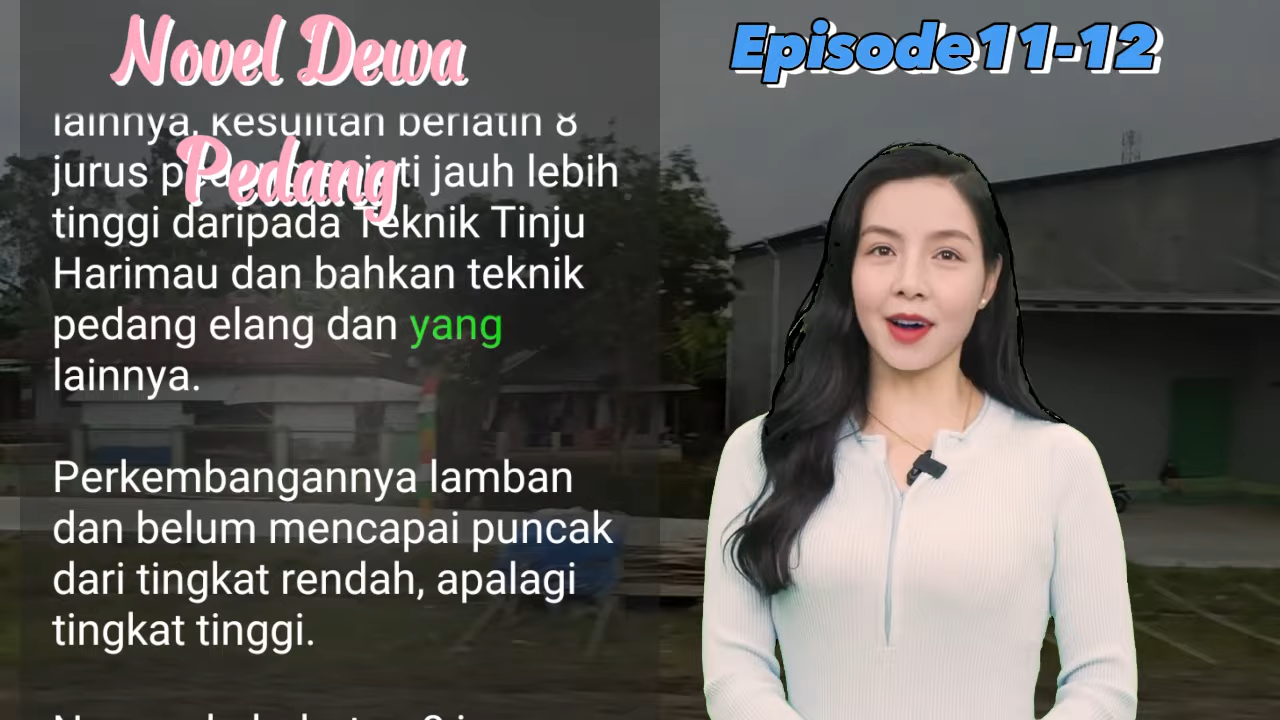 Novel Dewa
Pedang
Episode11-12
lainnya, kesulitan berlatih 8
jurus ti jauh lebih
tinggi daripada Teknik Tinju
Harimau dan bahkan teknik
pedang elang dan yang
lainnya.
Perkembangannya lamban
dan belum mencapai puncak
dari tingkat rendah, apalagi
tingkat tinggi.